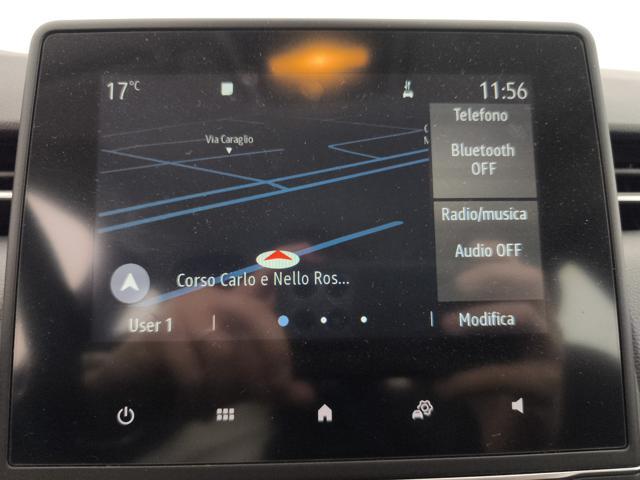 17°C
11:56
Telefono
Via Caraglio
Bluetooth
OFF
Radio/musica
Audio OFF
Corso Carlo e Nello Ros...
User 1
Modifica